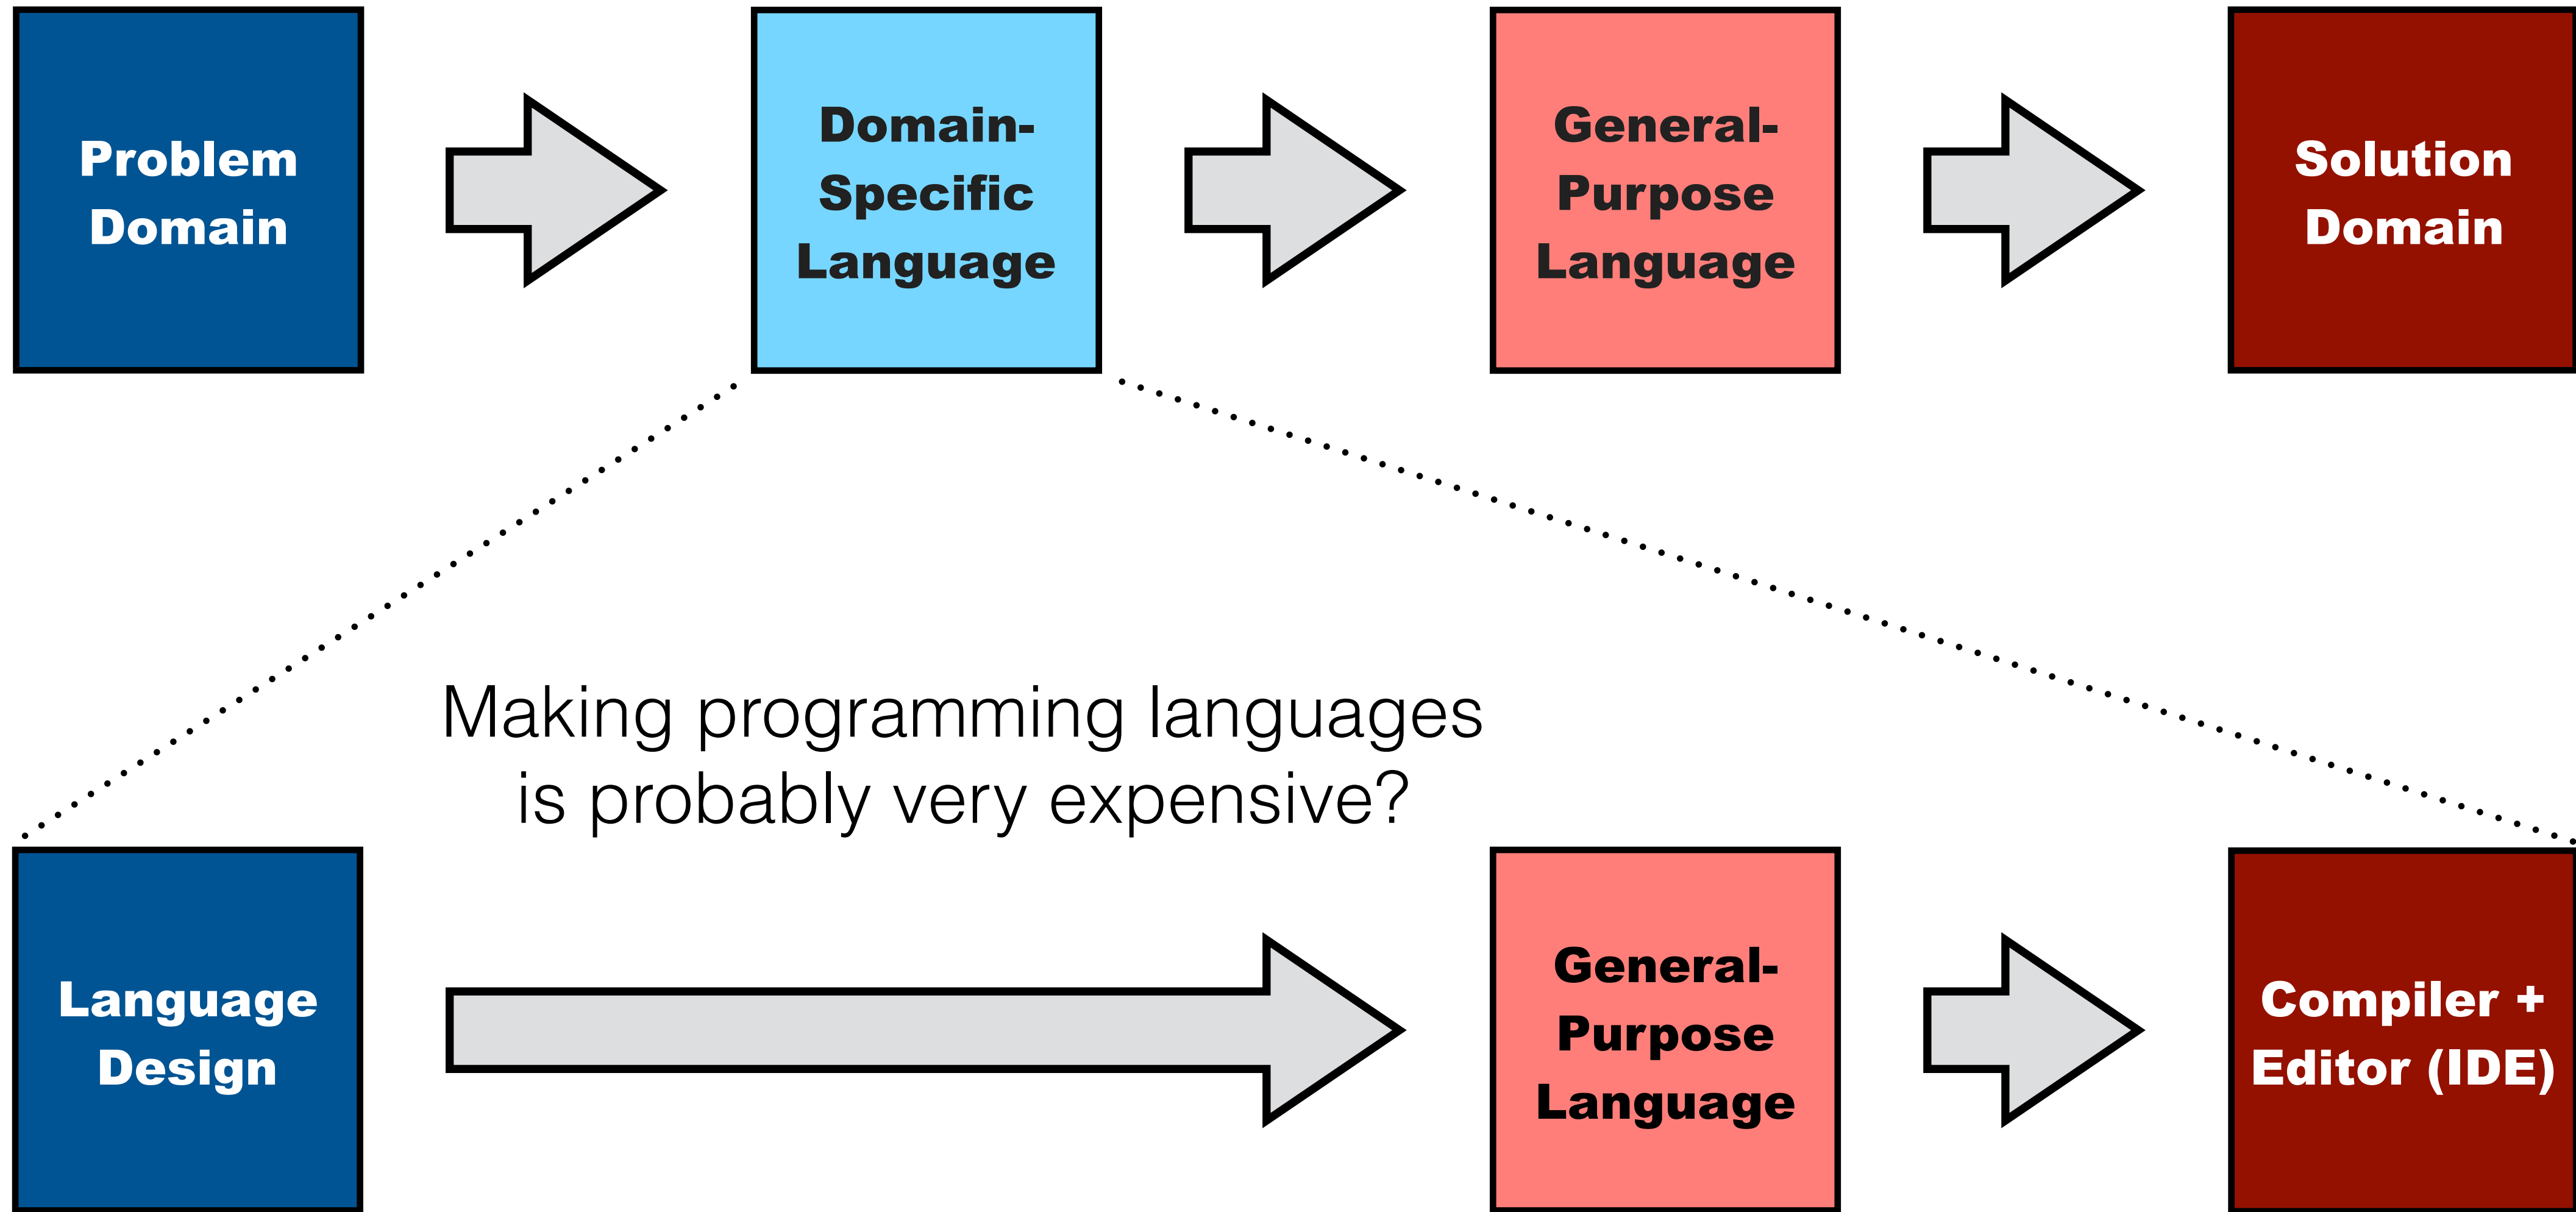 Problem
Domain
Domain-
Specific
Language
General-
Purpose
Language
Solution
Domain
Making programming languages
is probably very expensive?
Language
Design
General-
Purpose
Language
Compiler +
Editor (IDE)